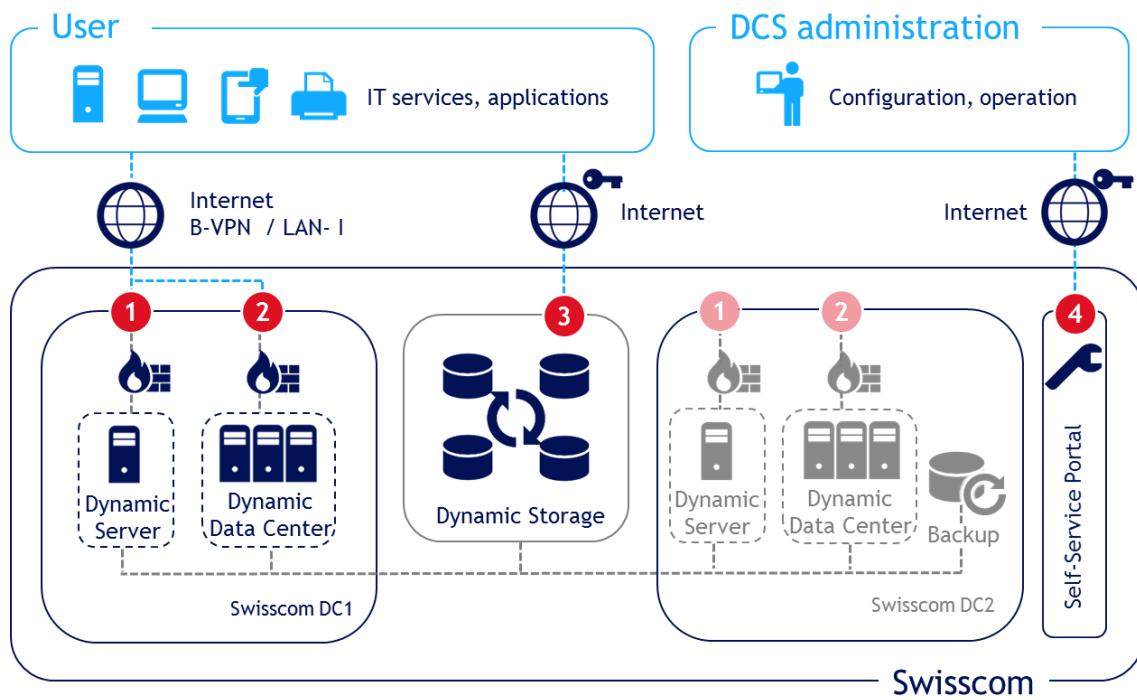 User
DCS administration
IT services, applications
Configuration, operation
Internet
B-VPN / LAN- I
Internet
Internet
1
2
3
1
2
4
Dynamic
Server
Dynamic
Data Center
Dynamic Storage
Dynamic
Server
Dynamic
Data Center
Backup
Self-Service Portal
Swisscom DC1
Swisscom DC2
Swisscom